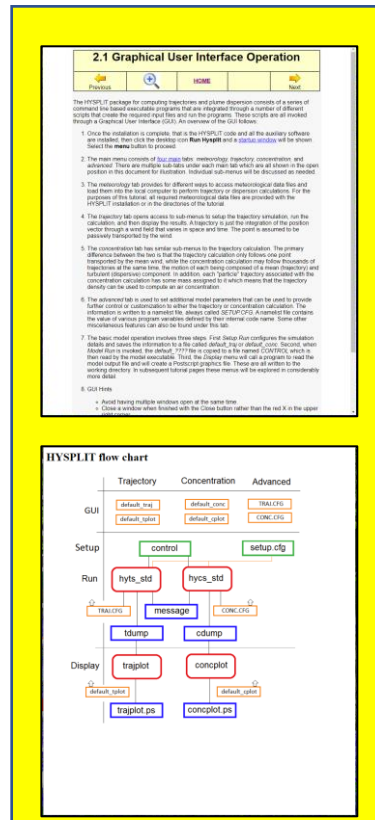 2.1 Graphical User Interface Operation
Previous
HOME
Next
The HYSPLIT package for computing trajectories and plume dispersion consists of a series of
command line based executable programs that are integrated through a number of different
scripts that create the required input files and run the programs. These scripts are all invoked
through a Graphical User Interface (GUI). An overview of the GUI follows:
1. Once the installation is complete, that is the HYSPLIT code and all the auxiliary software
are installed, then click the desktop icon Run Hysplit and a startup window will be shown.
Select the menu button to proceed.
2. The main menu consists of four main tabs: meteorology, trajectory, concentration, and
advanced. There are multiple sub-tabs under each main tab which are all shown in the open
position in this document for illustration. Individual sub-menus will be discussed as needed.
3. The meteorology tab provides for different ways to access meteorological data files and
load them into the local computer to perform trajectory or dispersion calculations. For the
purposes of this tutorial, all required meteorological data files are provided with the
HYSPLIT installation or in the directories of the tutorial.
4. The trajectory tab opens access to sub-menus to setup the trajectory simulation, run the
calculation, and then display the results. A trajectory is just the integration of the position
vector through a wind field that varies in space and time. The point is assumed to be
passively transported by the wind.
5. The concentration tab has similar sub-menus to the trajectory calculation. The primary
difference between the two is that the trajectory calculation only follows one point
transported by the mean wind, while the concentration calculation may follow thousands of
trajectories at the same time, the motion of each being composed of a mean (trajectory) and
turbulent (dispersive) component. In addition, each "particle" trajectory associated with the
concentration calculation has some mass assigned to it which means that the trajectory
density can be used to compute an air concentration.
6. The advanced tab is used to set additional model parameters that can be used to provide
further control or customization to either the trajectory or concentration calculation. The
information is written to a namelist file, always called SETUP.CFG. A namelist file contains
the value of various program variables defined by their internal code name. Some other
miscellaneous features can also be found under this tab.
7. The basic model operation involves three steps. First Setup Run configures the simulation
details and saves the information to a file called default_traj or default_conc. Second, when
Model Run is invoked, the default_???? file is copied to a file named CONTROL which is
then read by the model executable. Third, the Display menu will call a program to read the
model output file and will create a Postscript graphics file. These are all written to the
working directory. In subsequent tutorial pages these menus will be explored in considerably
more detail.
8. GUI Hints
Avoid having multiple windows open at the same time
Close a window when finished with the Close button rather than the red X in the upper
HYSPLIT flow chart
Trajectory Concentration Advanced
GUI default_traj default_conc TRAJ.CFG
default_tplot default_cplot CONC.CFG
Setup control setup.cfg
Run hyts_std hycs_std
TRAJ.CFG message CONC.CFG
tdump cdump
Display trajplot concplot
default_tplot default_cplot
trajplot.ps concplot.ps